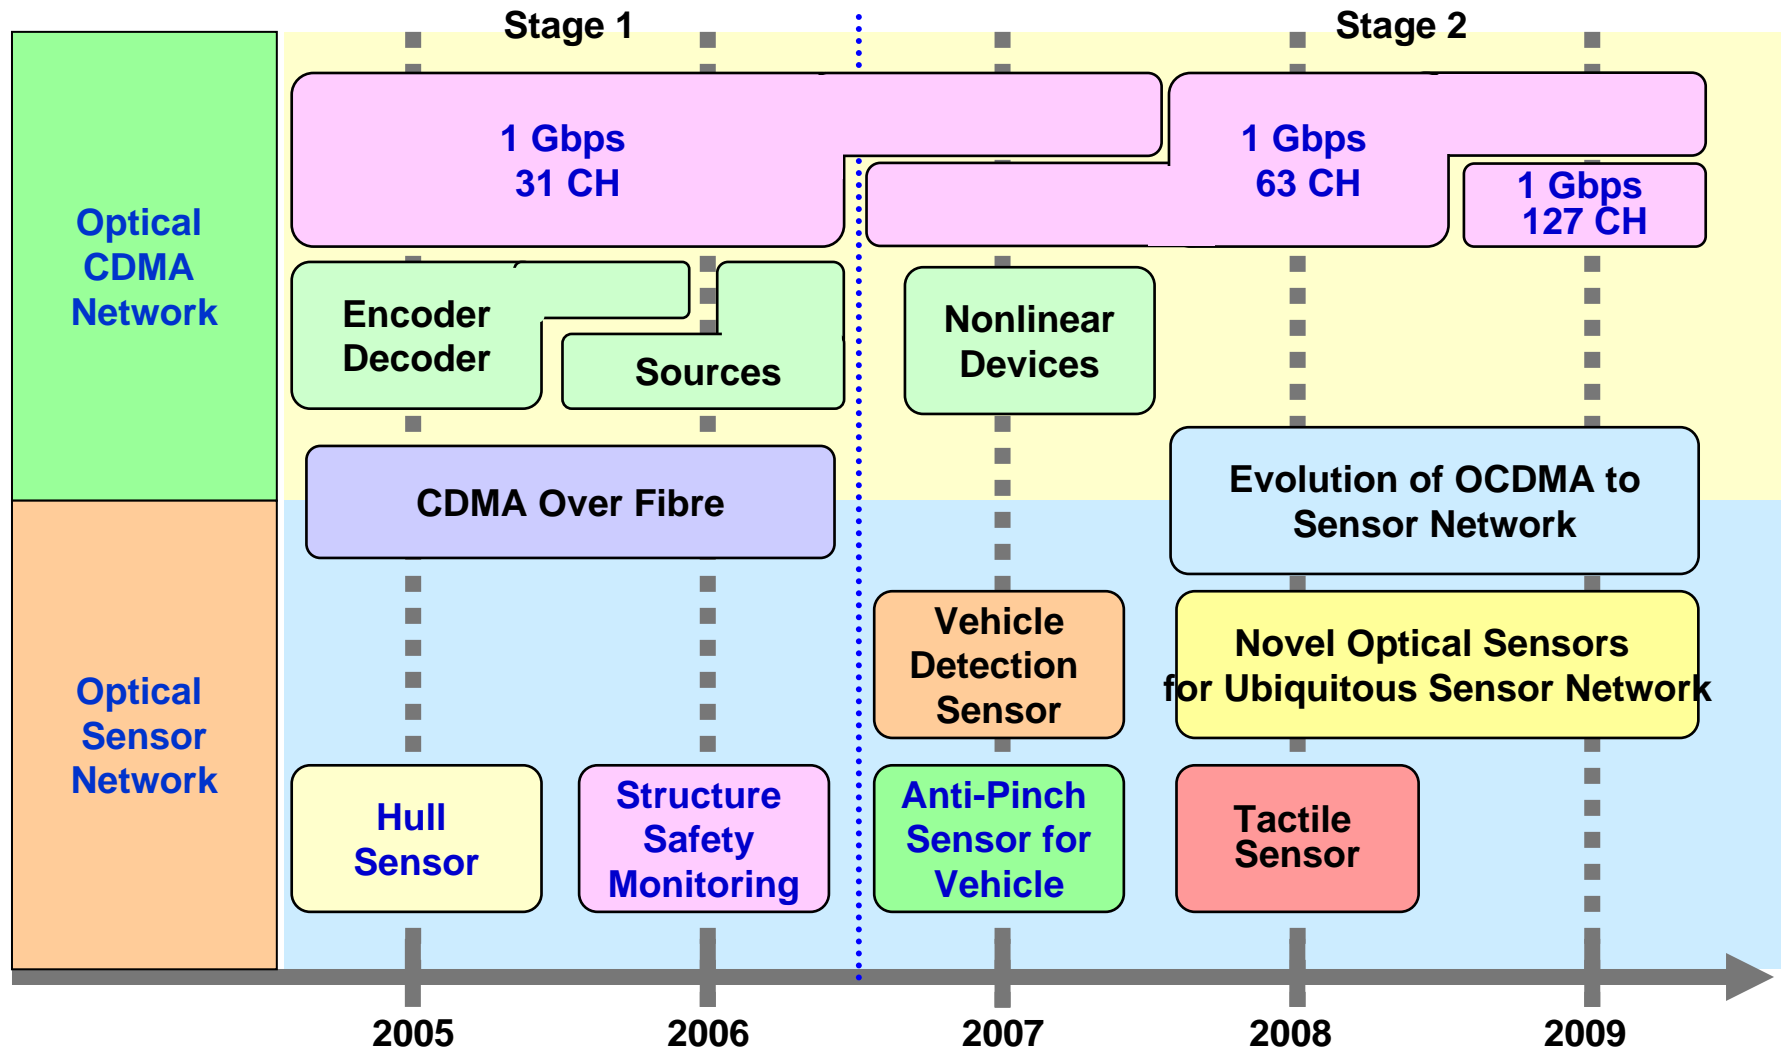 Stage 1
Stage 2
Optical
CDMA
Network
1 Gbps
31 CH
1 Gbps
63 CH
1 Gbps
127 CH
Encoder
Decoder
Sources
Nonlinear
Devices
CDMA Over Fibre
Evolution of OCDMA to
Sensor Network
Optical
Sensor
Network
Vehicle
Detection
Sensor
Novel Optical Sensors
for Ubiquitous Sensor Network
Hull
Sensor
Structure
Safety
Monitoring
Anti-Pinch
Sensor for
Vehicle
Tactile
Sensor
2005
2006
2007
2008
2009